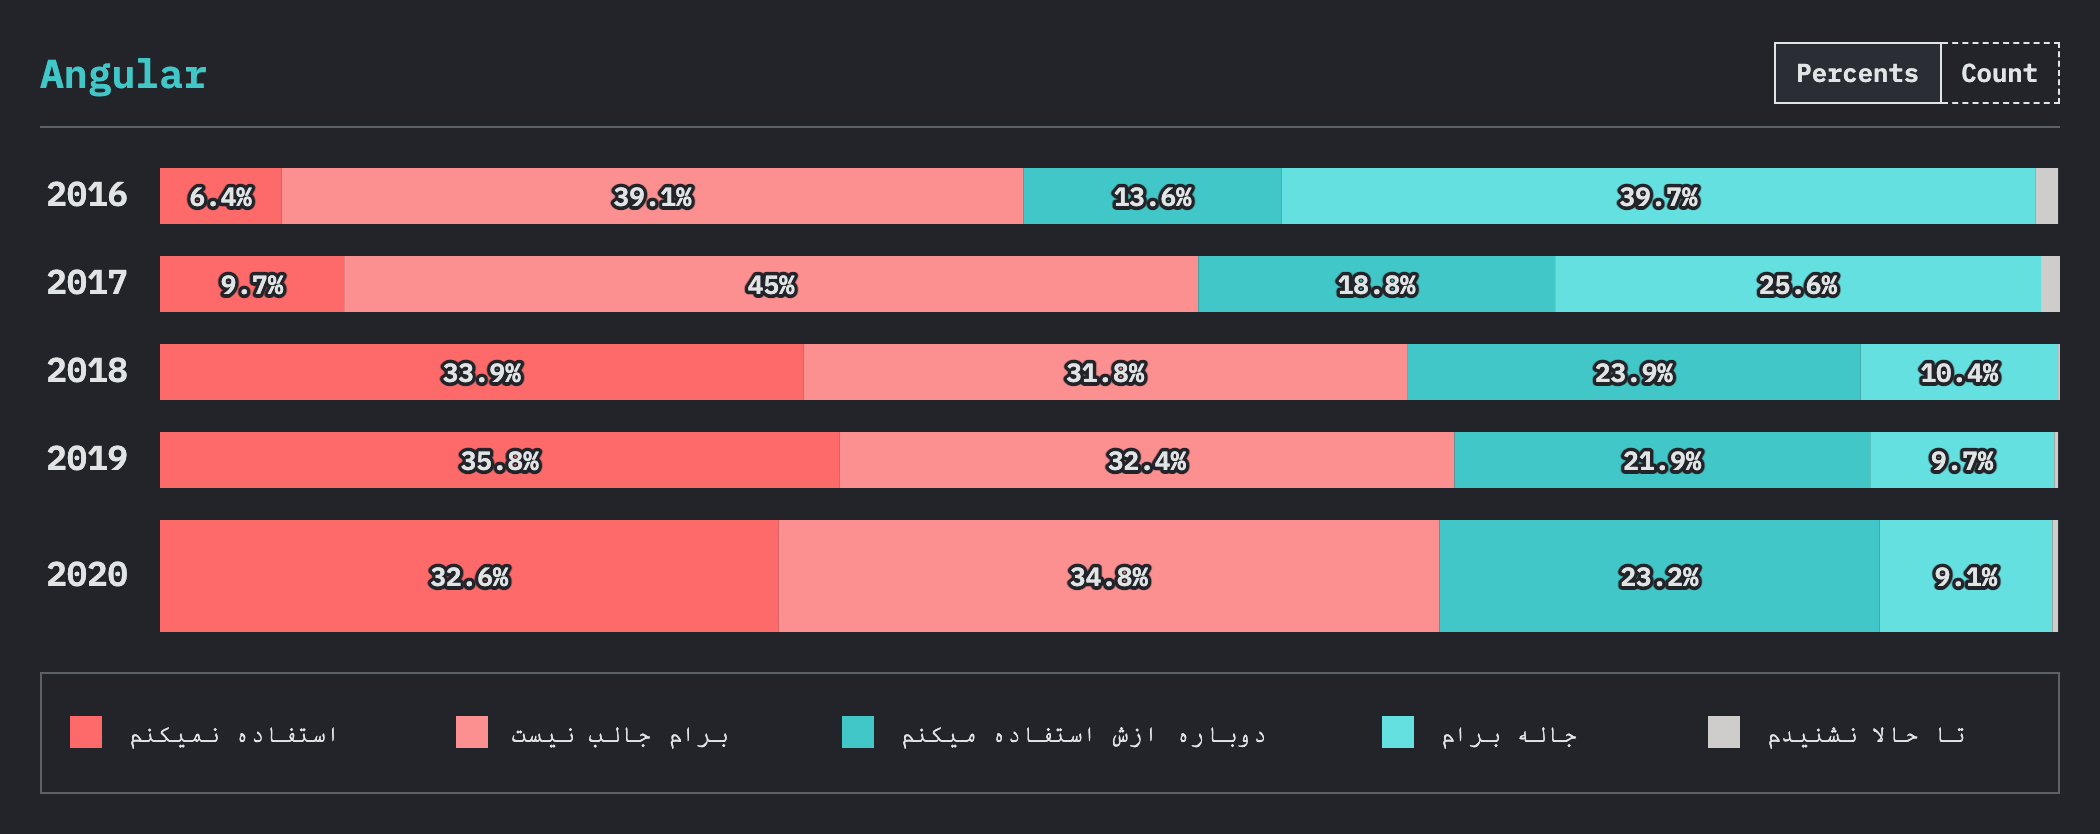 Angular
Percents Count
2016 6.4% 39.1% 13.6% 39.7%
2017 9.7% 45% 18.8% 25.6%
2018 33.9% 31.8% 23.9% 10.4%
2019 35.8% 32.4% 21.9% 9.7%
2020 32.6% 34.8% 23.2% 9.1%
استفاده نمیکنم برام جالب نیست دوباره ازش استفاده میکنم جاله برام تا حالا نشنیدم